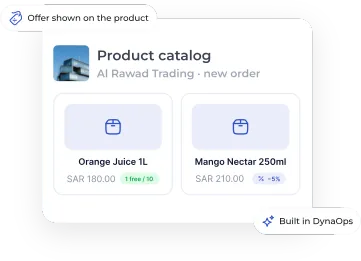 Offer shown on the product
Product catalog
Al Rawad Trading · new order
Orange Juice 1L
SAR 180.00 1 free / 10
Mango Nectar 250ml
SAR 210.00 % −5%
Built in DynaOps